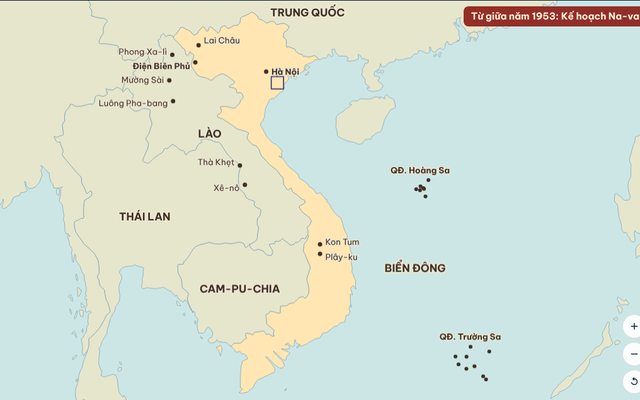 TRUNG QUỐC
Từ giữa năm 1953: Kế hoạch Na-va
Lai Châu
Phong Xa-lì
Điện Biên Phủ
Hà Nội
Mường Sài
Luông Pha-bang
LÀO
Thà Khẹt
QĐ. Hoàng Sa
Xê-nô
THÁI LAN
Kon Tum
Plây-ku
BIỂN ĐÔNG
CAM-PU-CHIA
QĐ. Trường Sa